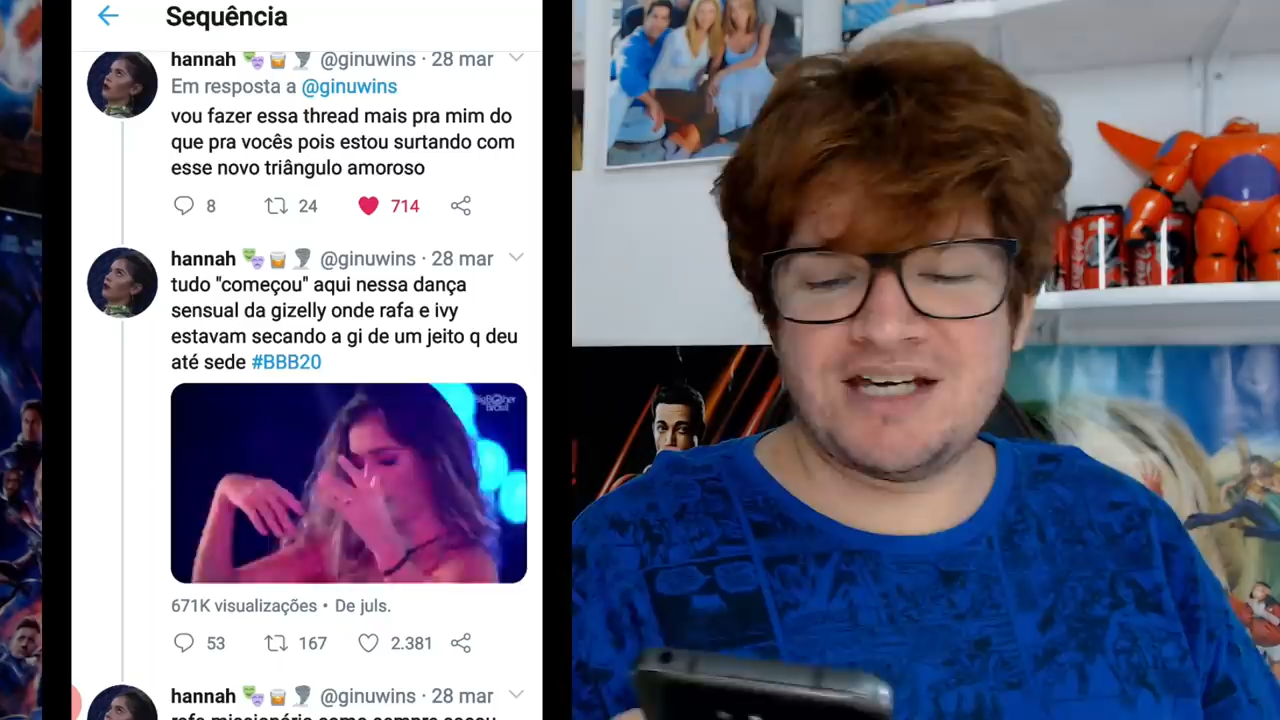 Sequência
hannah @ginuwins · 28 mar
Em resposta a @ginuwins
vou fazer essa thread mais pra mim do
que pra vocês pois estou surtando com
esse novo triângulo amoroso
8 24 714
hannah @ginuwins · 28 mar
tudo "começou" aqui nessa dança
sensual da gizelly onde rafa e ivy
estavam secando a gi de um jeito q deu
até sede #BBB20
Big Brother
Brasil
671K visualizações • De juls.
53 167 2.381
hannah @ginuwins · 28 mar